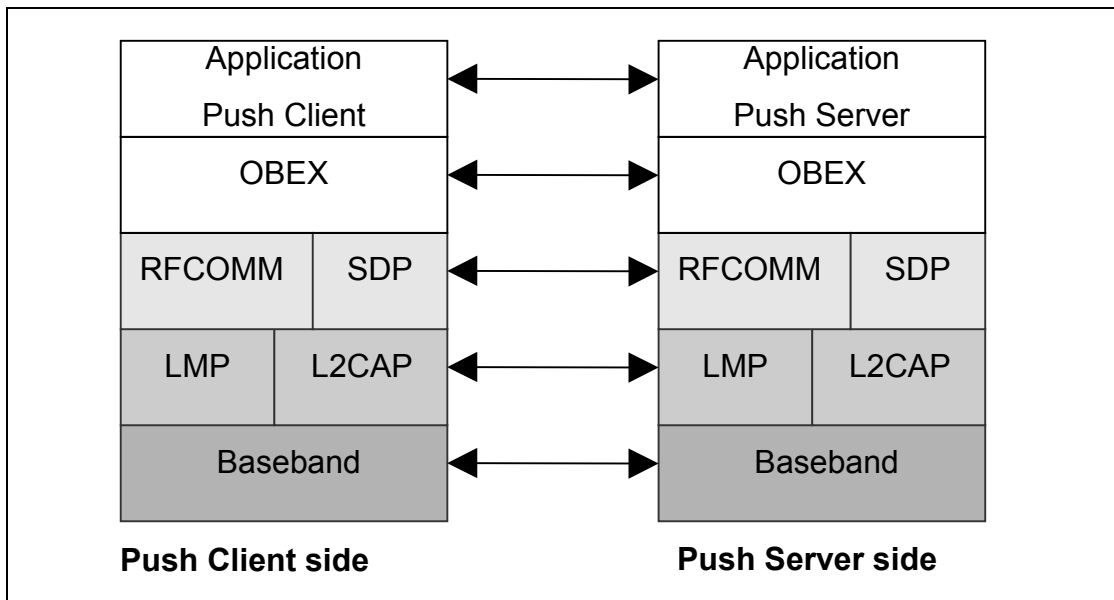 Application
Push Client
OBEX
RFCOMM SDP
LMP L2CAP
Baseband
Push Client side
Application
Push Server
OBEX
RFCOMM SDP
LMP L2CAP
Baseband
Push Server side